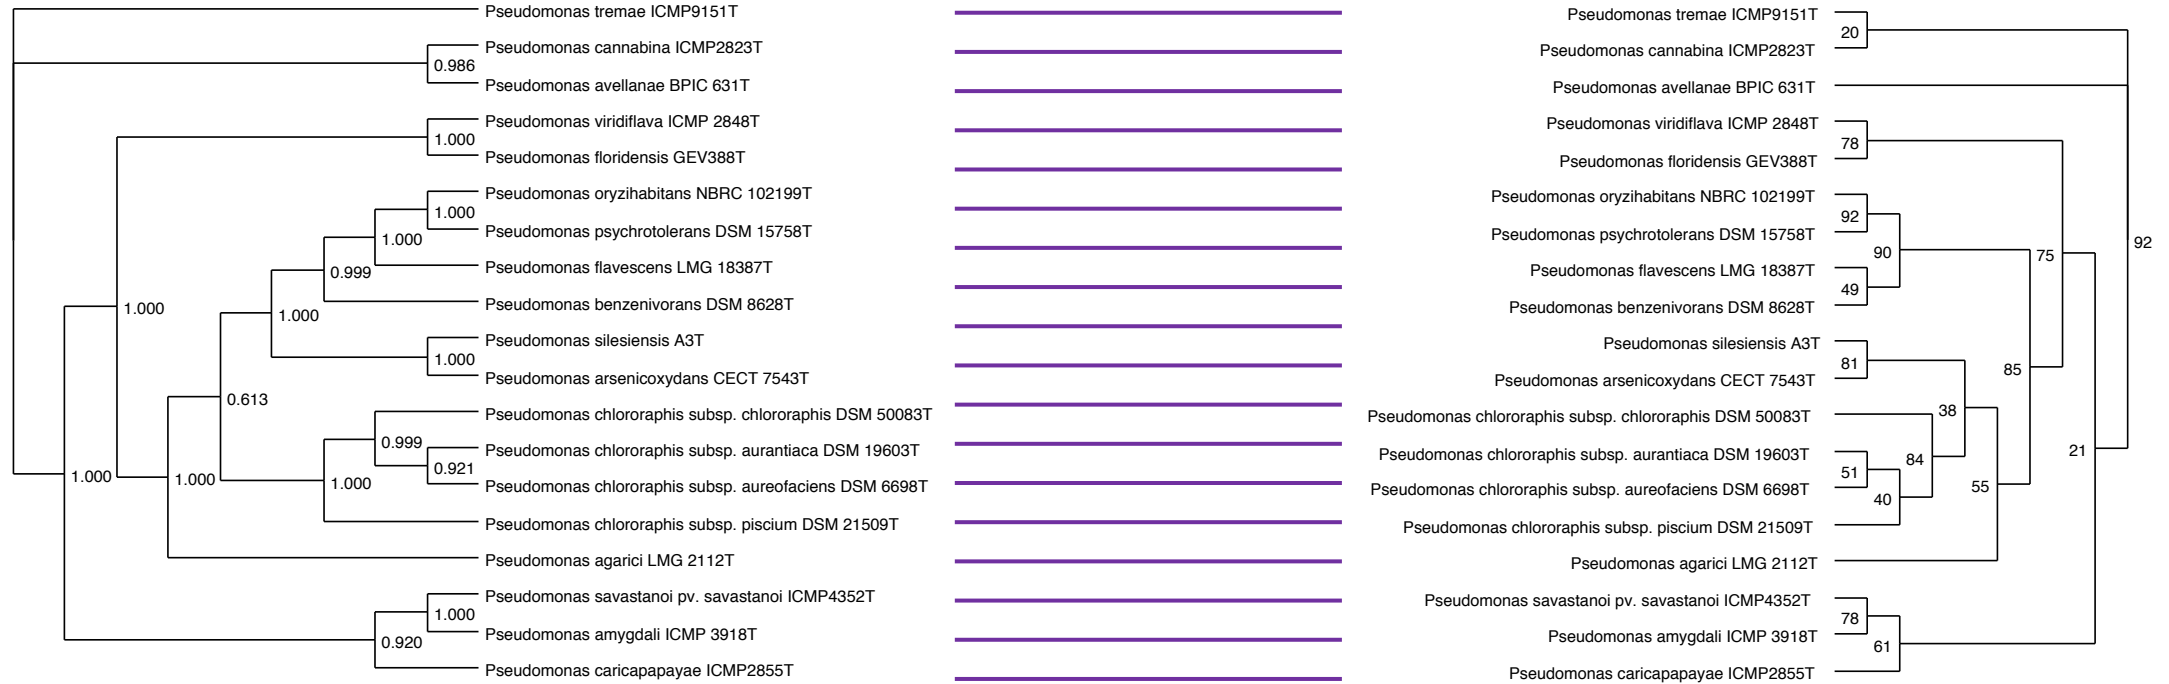 Pseudomonas tremae ICMP9151T
Pseudomonas cannabina ICMP2823T
0.986
Pseudomonas avellanae BPIC 631T
Pseudomonas viridiflava ICMP 2848T
1.000
Pseudomonas floridensis GEV388T
Pseudomonas oryzihabitans NBRC 102199T
1.000
Pseudomonas psychrotolerans DSM 15758T
1.000
Pseudomonas flavescens LMG 18387T
0.999
Pseudomonas benzenivorans DSM 8628T
1.000
1.000
Pseudomonas silesiensis A3T
1.000
Pseudomonas arsenicoxydans CECT 7543T
0.613
Pseudomonas chlororaphis subsp. chlororaphis DSM 50083T
0.999
Pseudomonas chlororaphis subsp. aurantiaca DSM 19603T
0.921
1.000
1.000
1.000
Pseudomonas chlororaphis subsp. aureofaciens DSM 6698T
Pseudomonas chlororaphis subsp. piscium DSM 21509T
Pseudomonas agarici LMG 2112T
Pseudomonas savastanoi pv. savastanoi ICMP4352T
1.000
Pseudomonas amygdali ICMP 3918T
0.920
Pseudomonas caricapapayae ICMP2855T
Pseudomonas tremae ICMP9151T
20
Pseudomonas cannabina ICMP2823T
Pseudomonas avellanae BPIC 631T
Pseudomonas viridiflava ICMP 2848T
78
Pseudomonas floridensis GEV388T
Pseudomonas oryzihabitans NBRC 102199T
92
Pseudomonas psychrotolerans DSM 15758T
92
90
75
Pseudomonas flavescens LMG 18387T
49
Pseudomonas benzenivorans DSM 8628T
Pseudomonas silesiensis A3T
81
85
Pseudomonas arsenicoxydans CECT 7543T
38
Pseudomonas chlororaphis subsp. chlororaphis DSM 50083T
21
Pseudomonas chlororaphis subsp. aurantiaca DSM 19603T
84
51
55
Pseudomonas chlororaphis subsp. aureofaciens DSM 6698T
40
Pseudomonas chlororaphis subsp. piscium DSM 21509T
Pseudomonas agarici LMG 2112T
Pseudomonas savastanoi pv. savastanoi ICMP4352T
78
Pseudomonas amygdali ICMP 3918T
61
Pseudomonas caricapapayae ICMP2855T